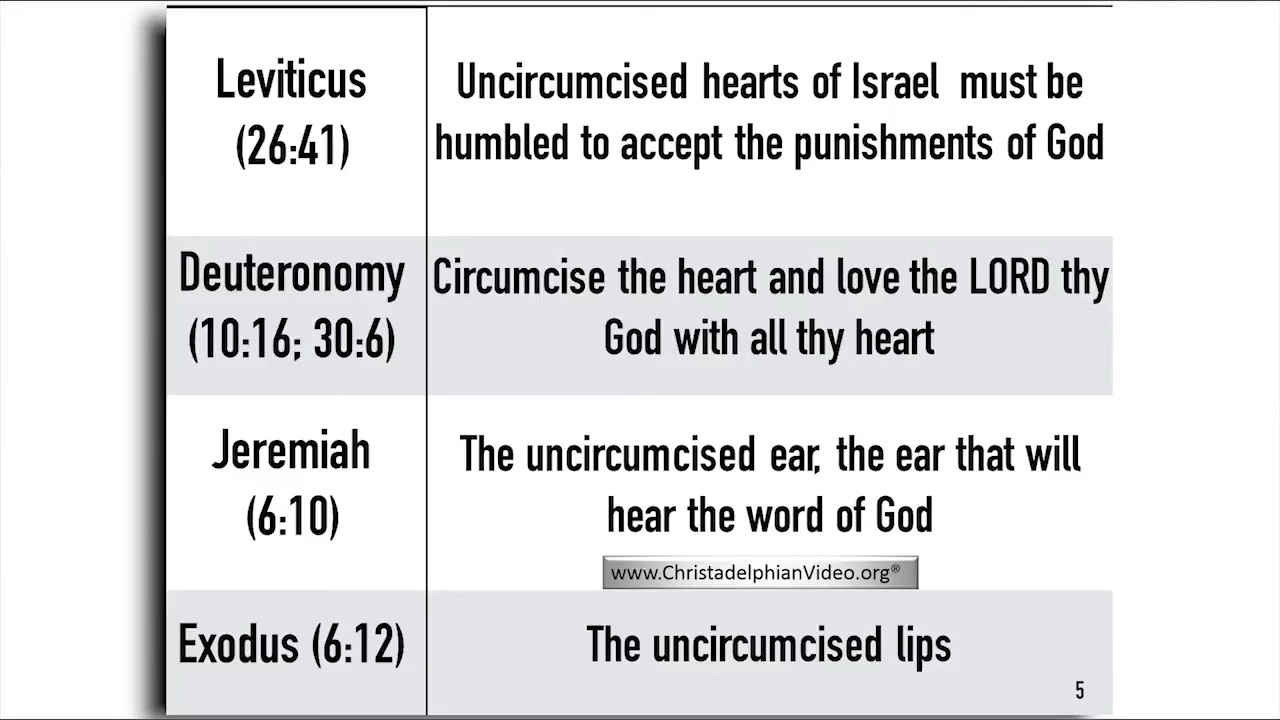 Leviticus
(26:41)
Uncircumcised hearts of Israel must be
humbled to accept the punishments of God
Deuteronomy
(10:16; 30:6)
Circumcise the heart and love the LORD thy
God with all thy heart
Jeremiah
(6:10)
The uncircumcised ear, the ear that will
hear the word of God
www.ChristadelphianVideo.org®
Exodus (6:12)
The uncircumcised lips
5